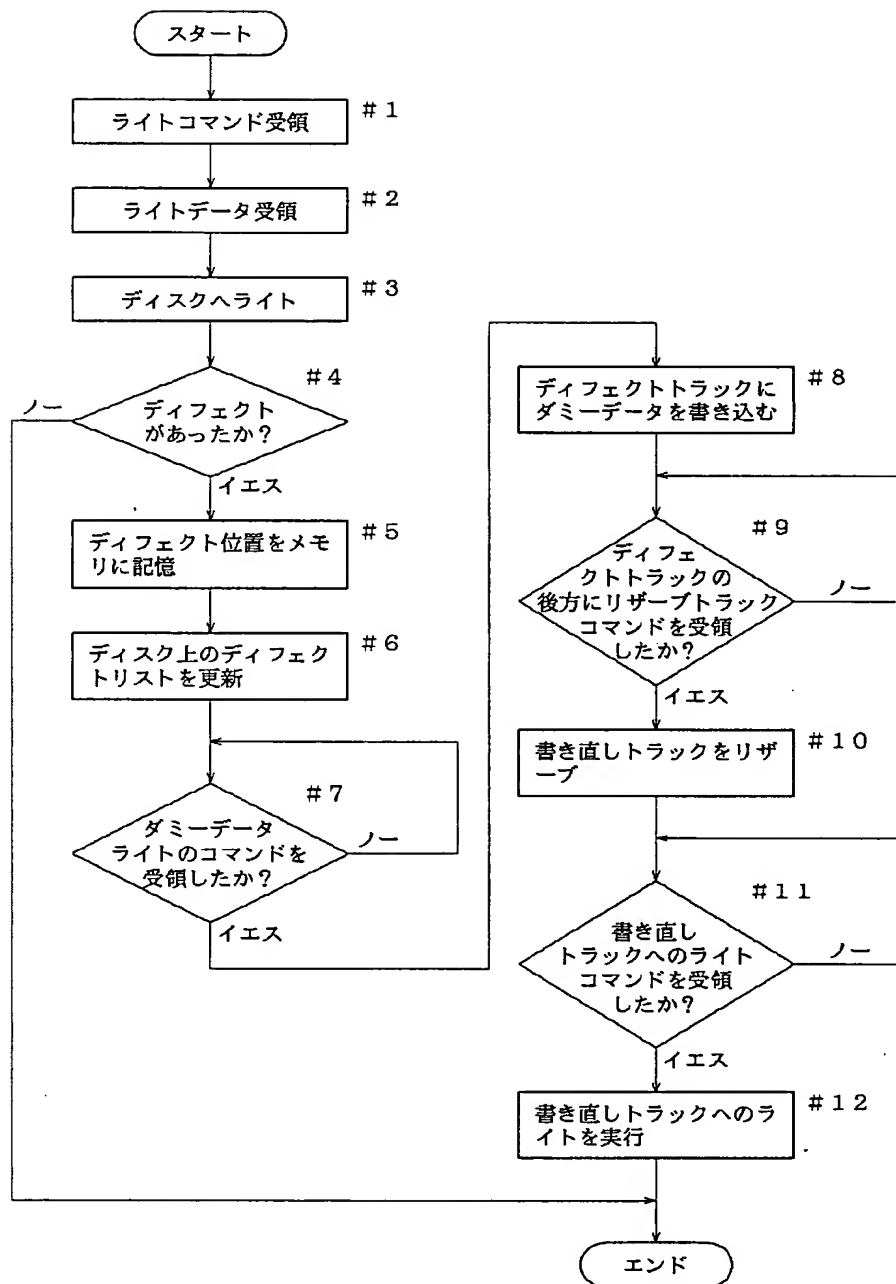 スタート
ライトコマンド受領
#1
ライトデータ受領
#2
ディスクへライト
#3
#4
ノー
ディフェクト
があったか?
イエス
ディフェクト位置をメモ
リに記憶
#5
ディスク上のディフェク
トリストを更新
#6
#7
ダミーデータ
ライトのコマンドを
受領したか?
ノー
イエス
ディフェクトトラックに
ダミーデータを書き込む
#8
#9
ディフェ
クトトラックの
後方にリザーブトラック
コマンドを受領
したか?
ノー
イエス
書き直しトラックをリザ
ーブ
#10
#11
書き直し
トラックへのライト
コマンドを受領
したか?
ノー
イエス
書き直しトラックへのラ
イトを実行
#12
エンド